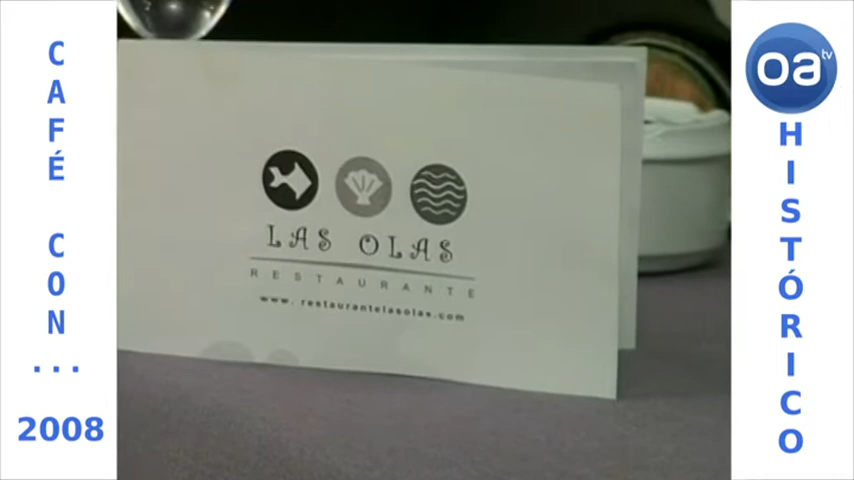 CAFÉ CON... 2008
LAS OLAS
RESTAURANTE
www.restaurantelasolas.com
oa tv
HISTÓRICO